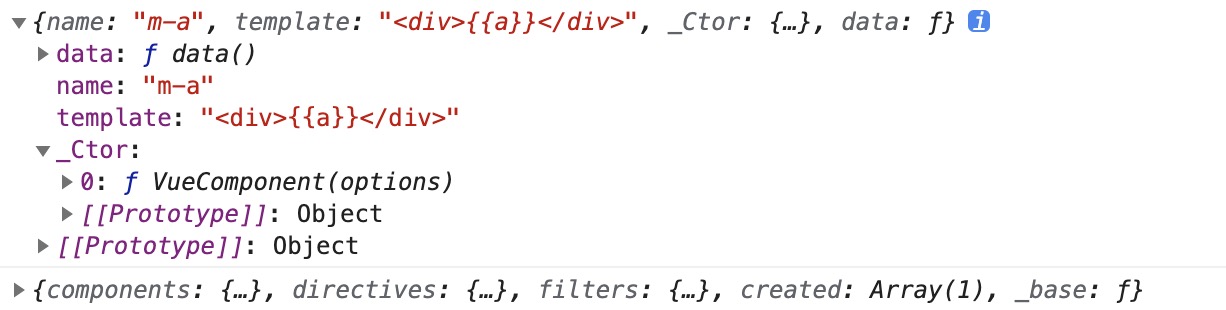 {name: "m-a", template: "<div>{{a}}</div>", _Ctor: {…}, data: ƒ} i
data: ƒ data()
name: "m-a"
template: "<div>{{a}}</div>"
_Ctor:
0: ƒ VueComponent(options)
[[Prototype]]: Object
[[Prototype]]: Object
{components: {…}, directives: {…}, filters: {…}, created: Array(1), _base: ƒ}